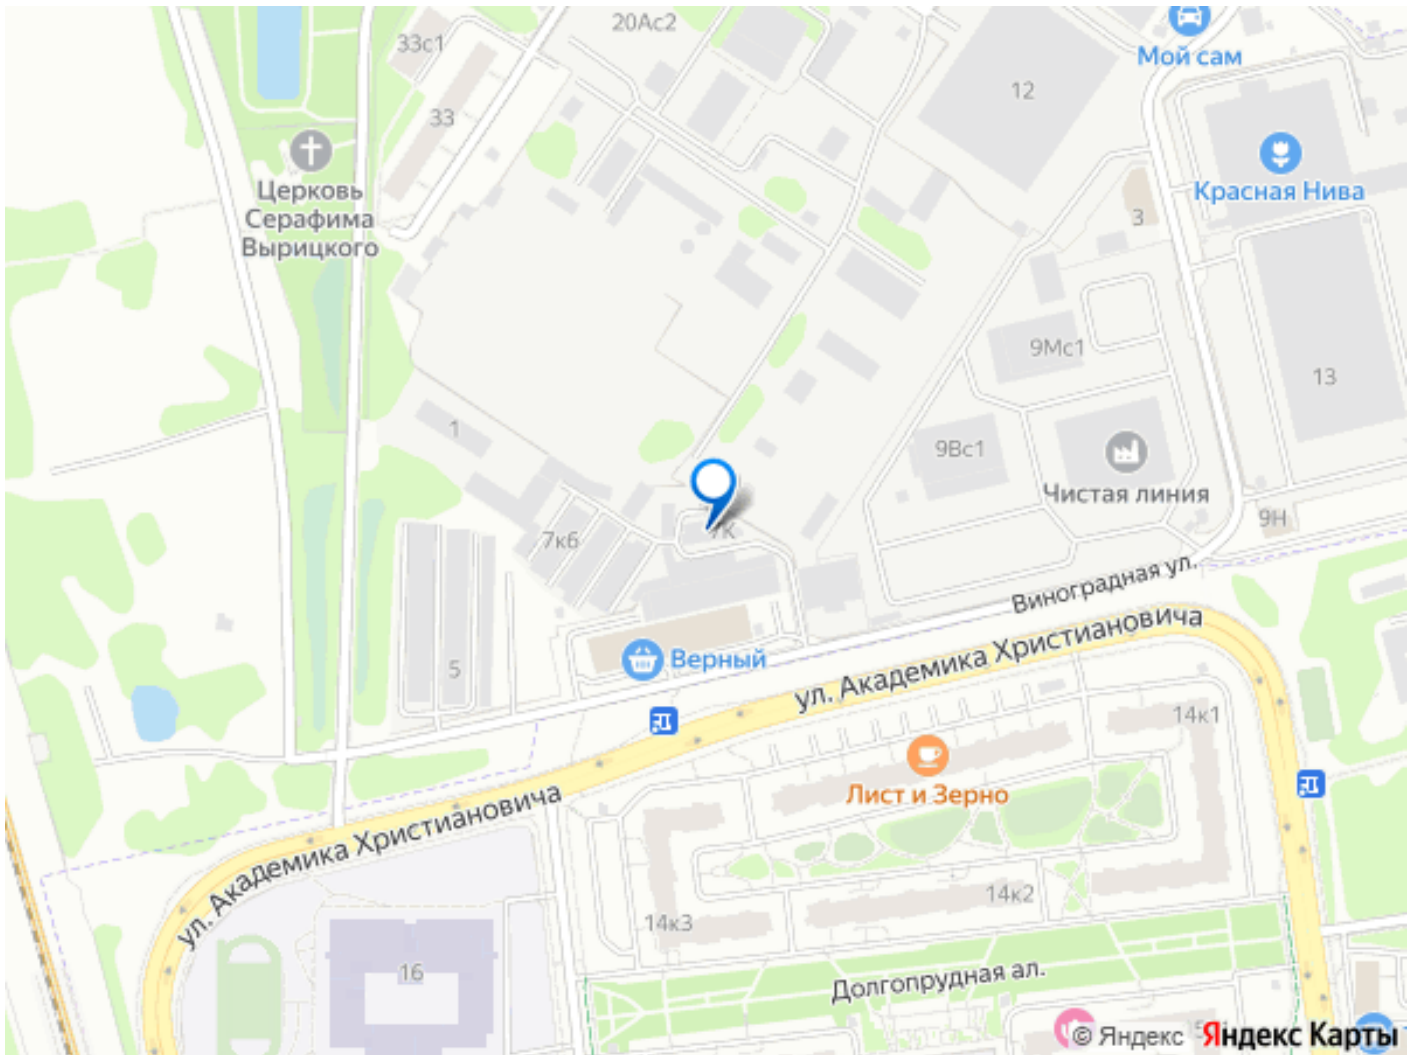 20Ас2
33с1
Мой сам
12
33
Церковь
Серафима
Вырицкого
Красная Нива
3
9Мс1
13
1
9Вс1
Чистая линия
9Н
7К
7к6
Виноградная ул.
ул. Академика Христиановича
Верный
5
14к1
Лист и Зерно
ул. Академика Христиановича
14к2
14к3
16
Долгопрудная ал.
© Яндекс Яндекс Карты